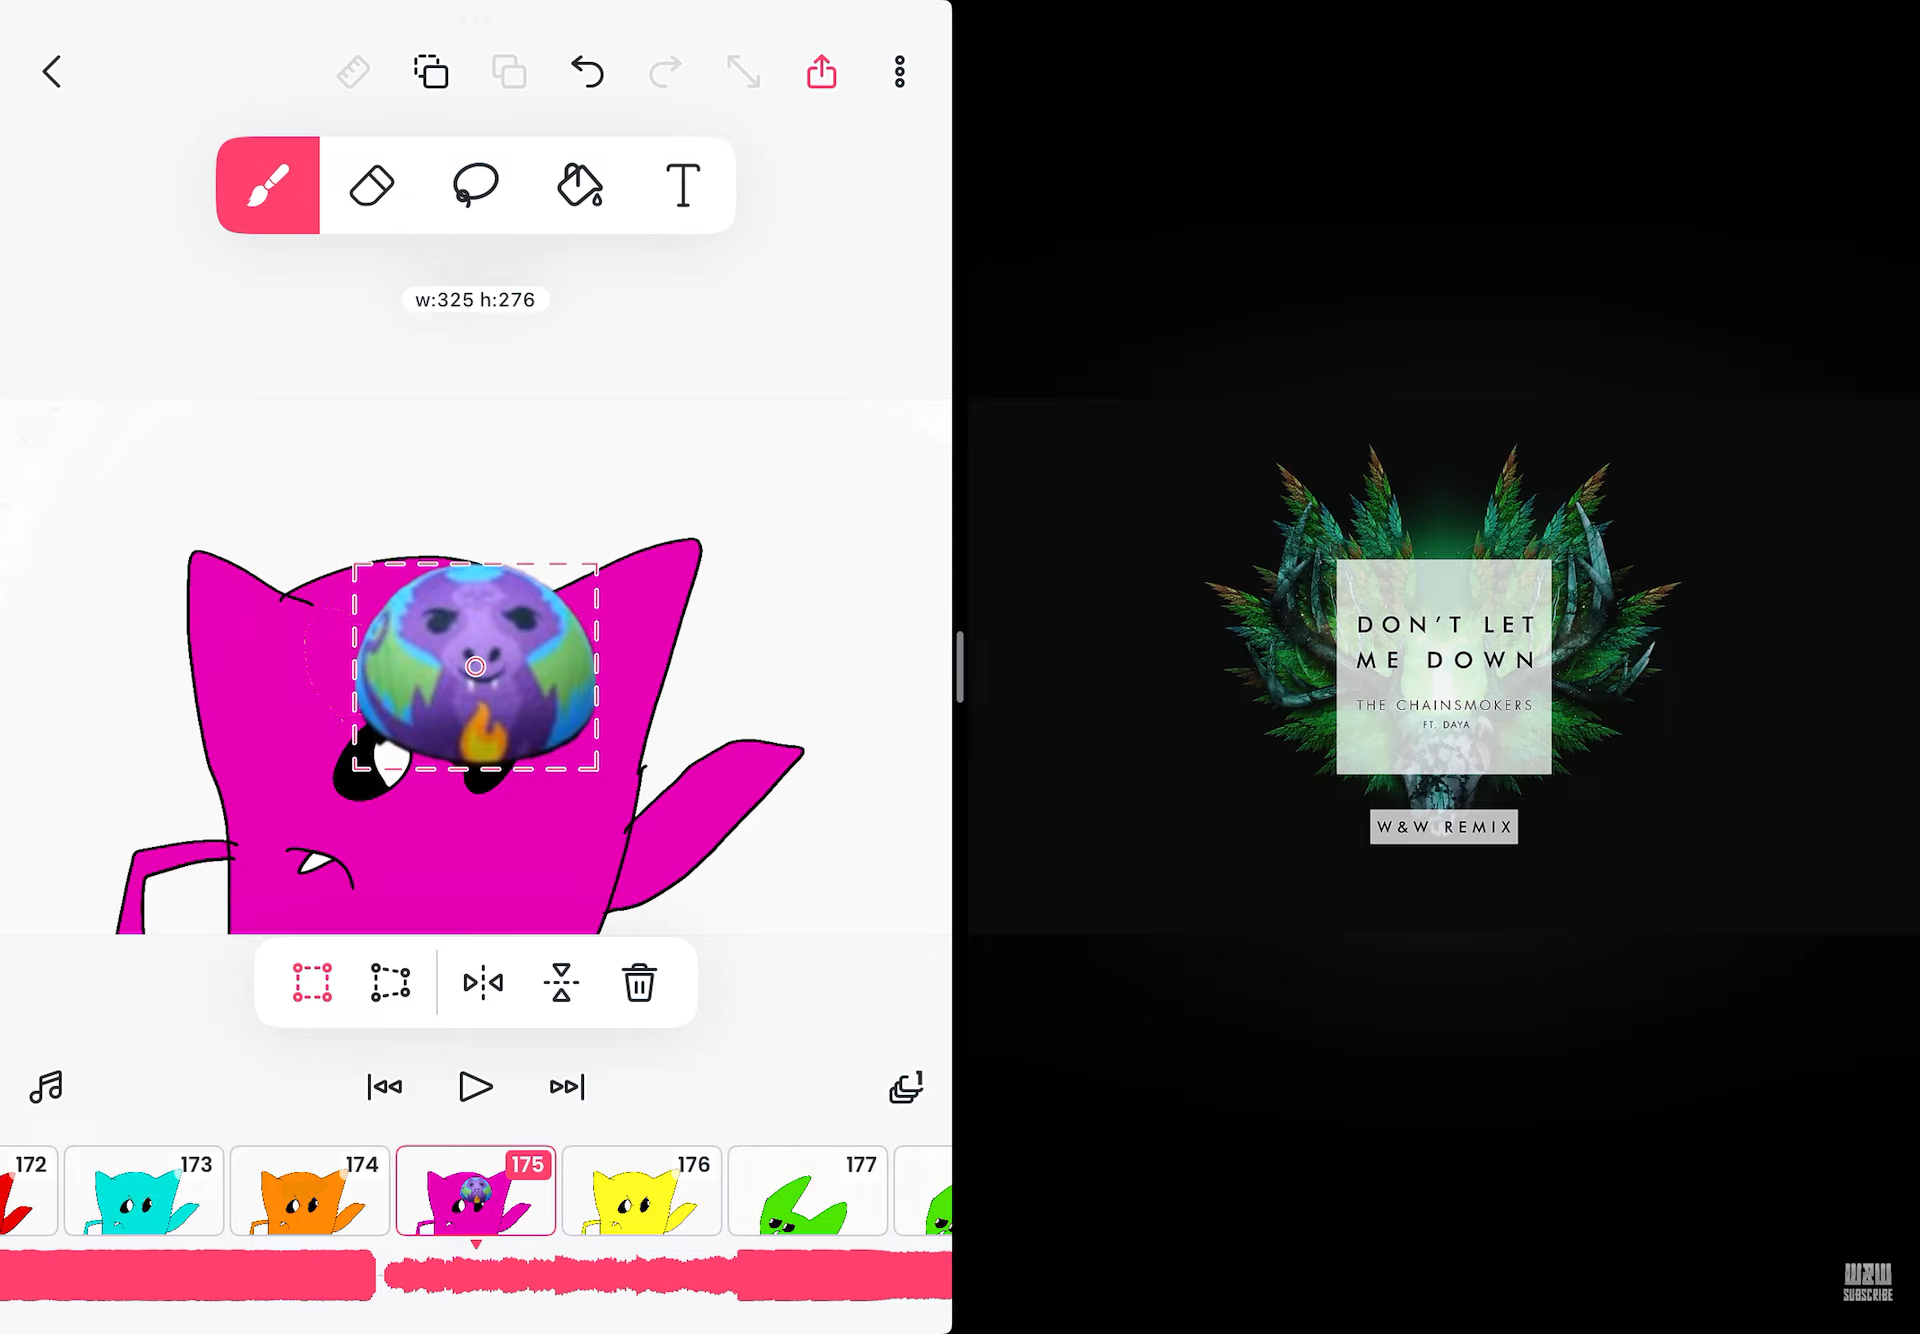 w:325 h:276
172
173
174
175
176
177
DON'T LET
ME DOWN
THE CHAINSMOKERS
FT. DAYA
W&W REMIX
W&W
SUBSCRIBE